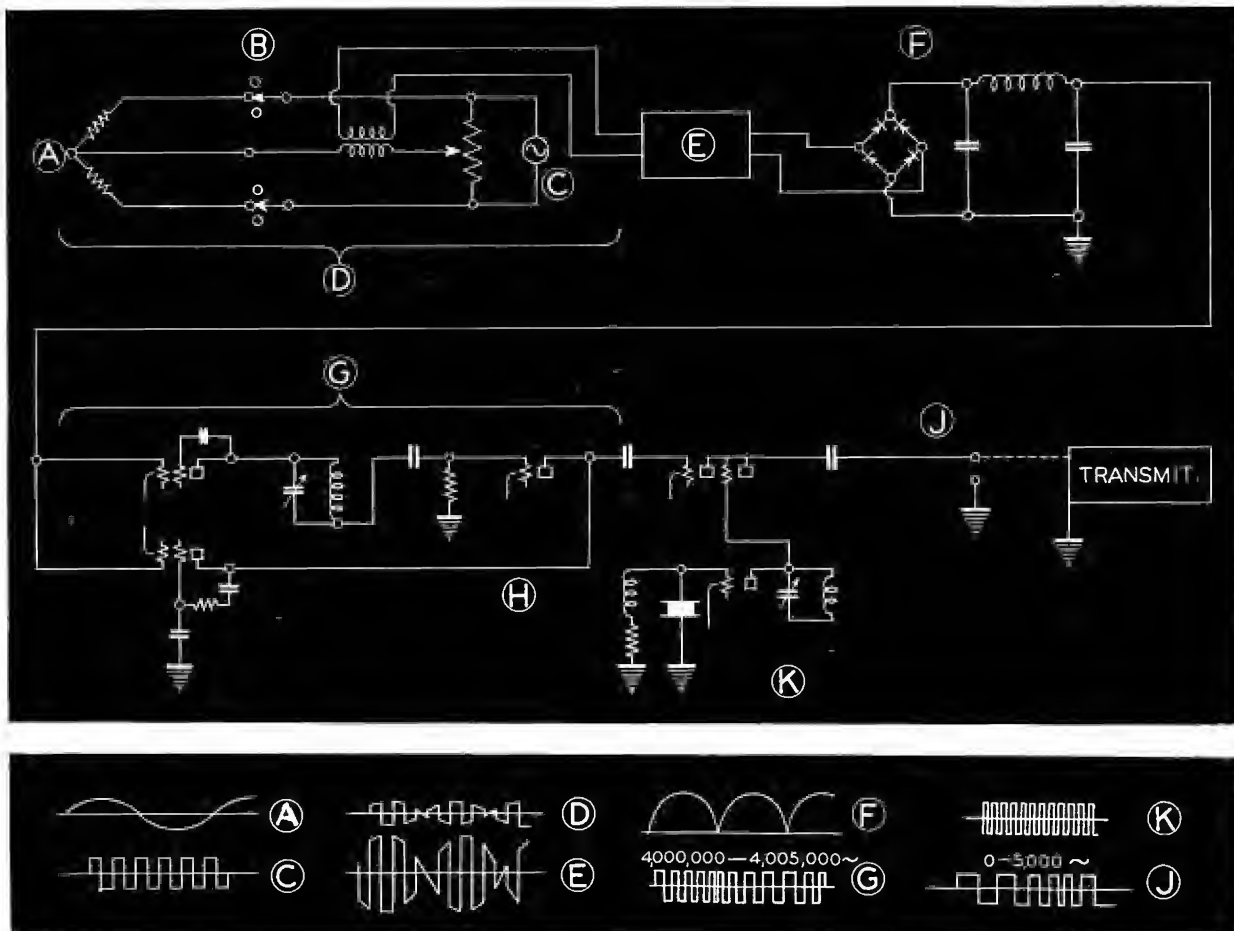 B
F
A
C
E
D
G
J
TRANSMIT.
H
K
A
D
F
K
4,000,000—4,005,000~
0-5,000 ~
C
E
G
J